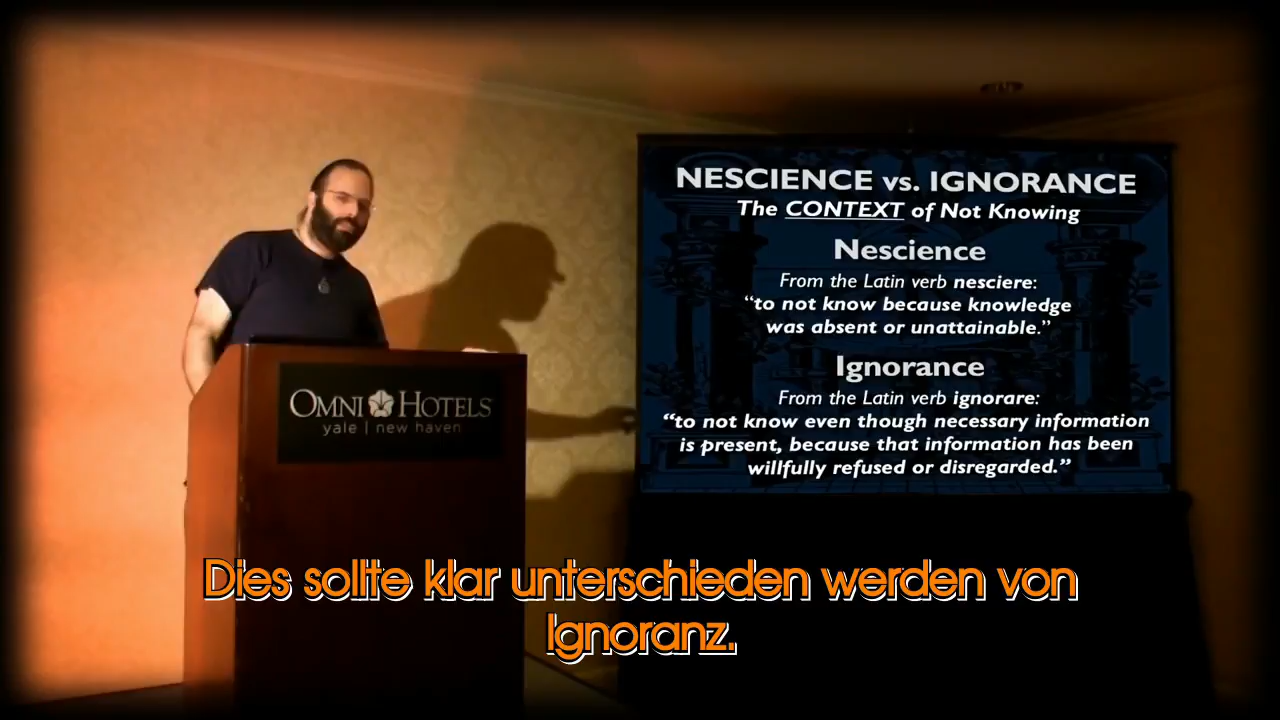 NESCIENCE vs. IGNORANCE
The CONTEXT of Not Knowing
Nescience
From the Latin verb nesciere:
“to not know because knowledge
was absent or unattainable.”
Ignorance
From the Latin verb ignorare:
“to not know even though necessary information
is present, because that information has been
willfully refused or disregarded.”
OMNI HOTELS
yale | new haven
Dies sollte klar unterschieden werden von
Ignoranz.